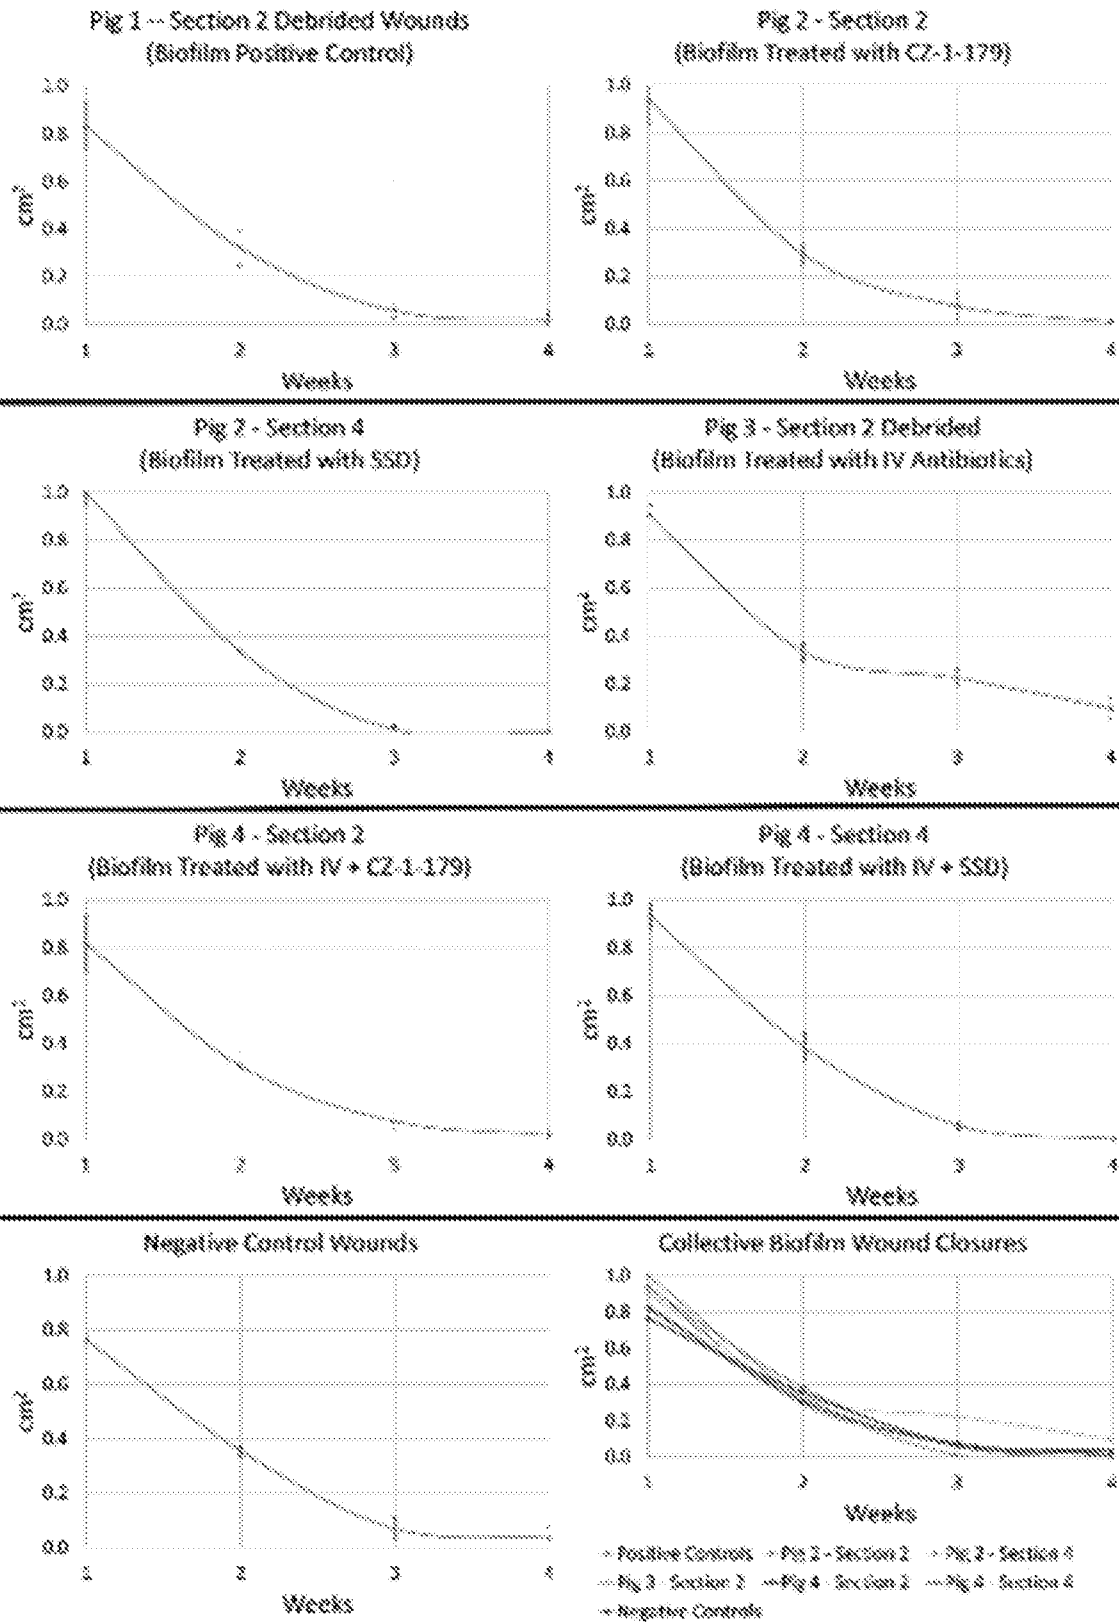 Pig 1 -- Section 2 Debrided Wounds
(Biofilm Positive Control)
1.0
0.8
0.6
0.4
0.2
0.0
cm²
1 2 3 4
Weeks
Pig 2 - Section 2
(Biofilm Treated with CZ-1-179)
1.0
0.8
0.6
0.4
0.2
0.0
cm²
1 2 3 4
Weeks
Pig 2 - Section 4
(Biofilm Treated with SSD)
1.0
0.8
0.6
0.4
0.2
0.0
cm²
1 2 3 4
Weeks
Pig 3 - Section 2 Debrided
(Biofilm Treated with IV Antibiotics)
1.0
0.8
0.6
0.4
0.2
0.0
cm²
1 2 3 4
Weeks
Pig 4 - Section 2
(Biofilm Treated with IV + CZ-1-179)
1.0
0.8
0.6
0.4
0.2
0.0
cm²
1 2 3 4
Weeks
Pig 4 - Section 4
(Biofilm Treated with IV + SSD)
1.0
0.8
0.6
0.4
0.2
0.0
cm²
1 2 3 4
Weeks
Negative Control Wounds
1.0
0.8
0.6
0.4
0.2
0.0
cm²
1 2 3 4
Weeks
Collective Biofilm Wound Closures
1.0
0.8
0.6
0.4
0.2
0.0
cm²
1 2 3 4
Weeks
Positive Controls Pig 2 - Section 2 Pig 2 - Section 4
Pig 3 - Section 2 Pig 4 - Section 2 Pig 4 - Section 4
Negative Controls